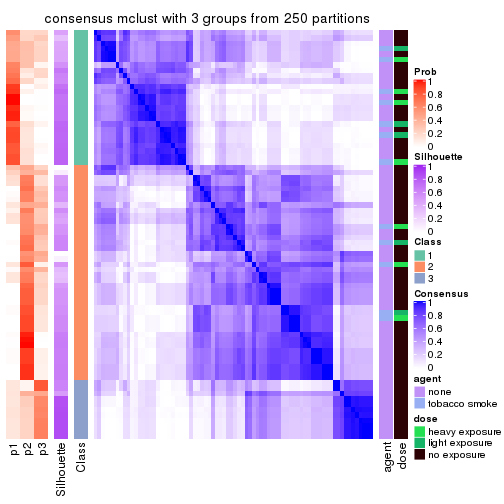 consensus mclust with 3 groups from 250 partitions
Prob
1
0.8
0.6
0.4
0.2
0
Silhouette
1
0.8
0.6
0.4
0.2
0
Class
1
2
3
Consensus
1
0.8
0.6
0.4
0.2
0
agent
none
tobacco smoke
dose
heavy exposure
light exposure
no exposure
p1
p2
p3
Silhouette
Class
agent
dose